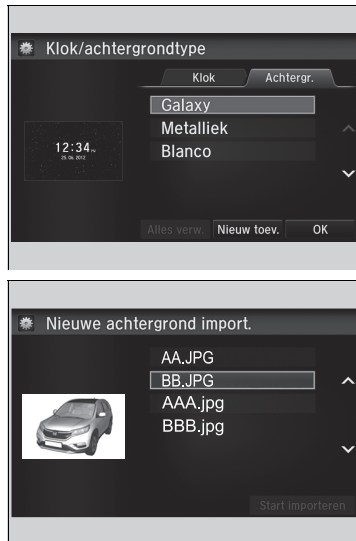 Klok/achtergrondtype
Klok Achtergr.
Galaxy
Metalliek
Blanco
12:34
Alles verw. Nieuw toev. OK
Nieuwe achtergrond import.
AA.JPG
BB.JPG
AAA.jpg
BBB.jpg
Start importeren